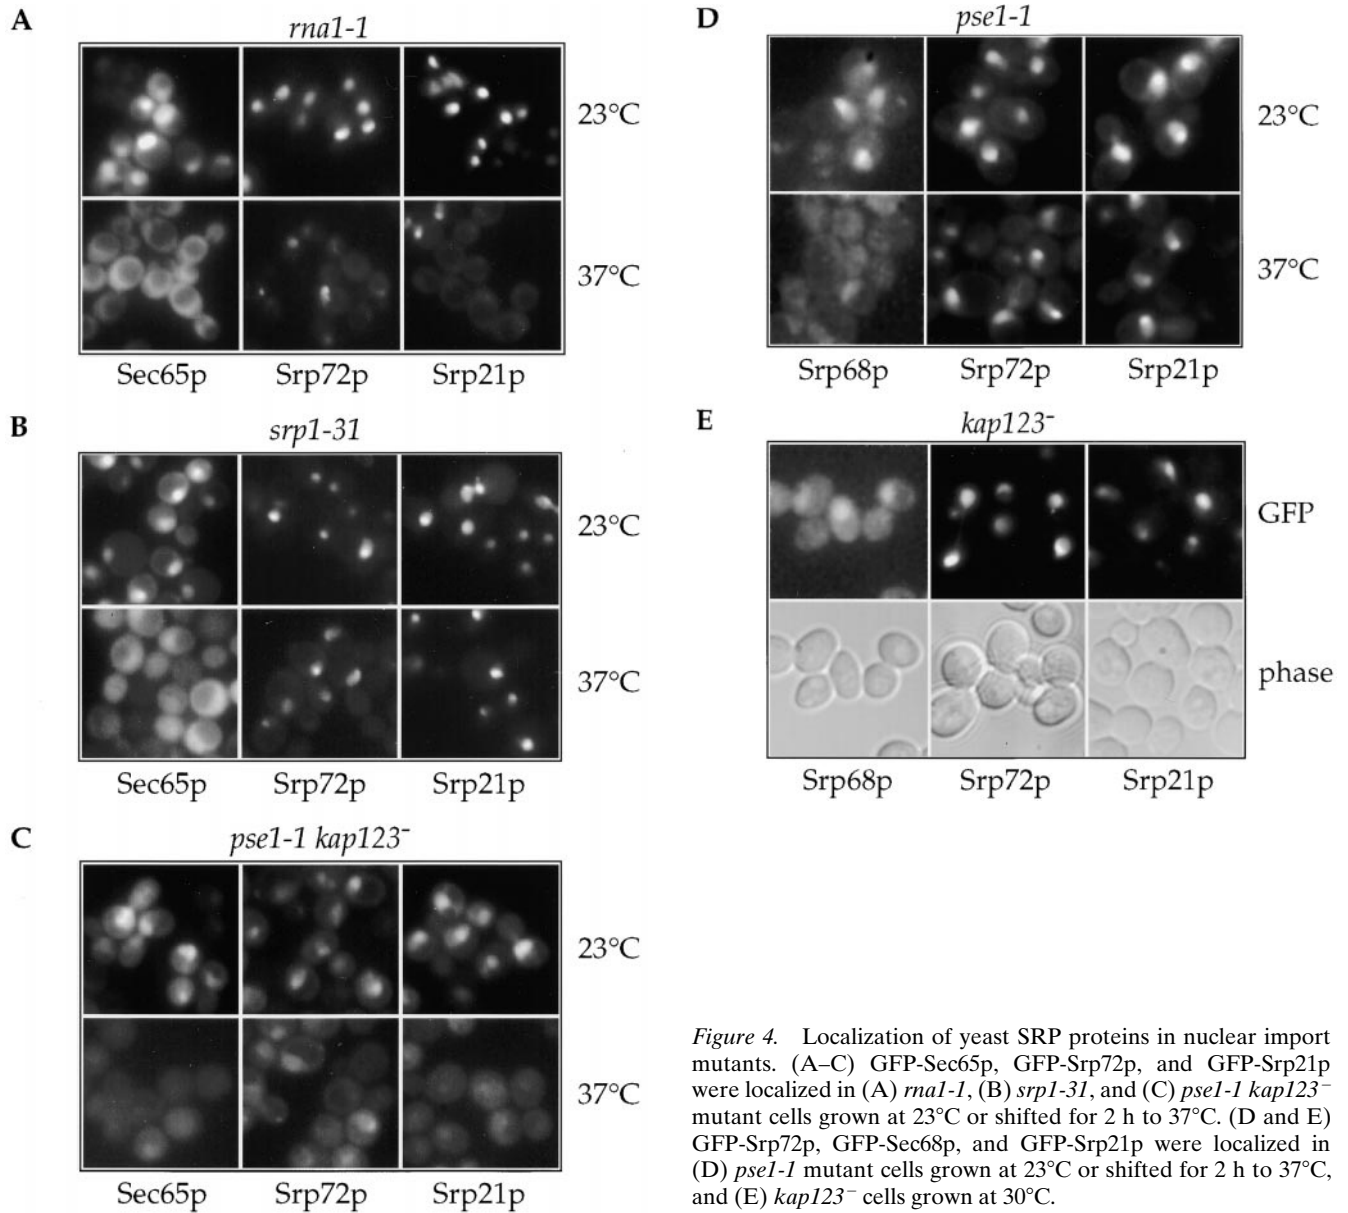 A
rna1-1
23°C
37°C
Sec65p Srp72p Srp21p
B
srp1-31
23°C
37°C
Sec65p Srp72p Srp21p
C
pse1-1 kap123⁻
23°C
37°C
Sec65p Srp72p Srp21p
D
pse1-1
23°C
37°C
Srp68p Srp72p Srp21p
E
kap123⁻
GFP
phase
Srp68p Srp72p Srp21p
Figure 4. Localization of yeast SRP proteins in nuclear import
mutants. (A–C) GFP-Sec65p, GFP-Srp72p, and GFP-Srp21p
were localized in (A) rna1-1, (B) srp1-31, and (C) pse1-1 kap123⁻
mutant cells grown at 23°C or shifted for 2 h to 37°C. (D and E)
GFP-Srp72p, GFP-Sec68p, and GFP-Srp21p were localized in
(D) pse1-1 mutant cells grown at 23°C or shifted for 2 h to 37°C,
and (E) kap123⁻ cells grown at 30°C.